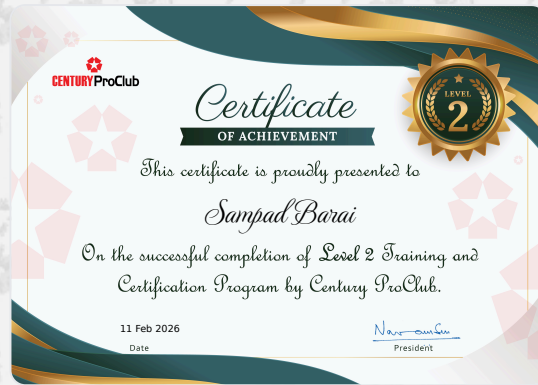 CENTURY ProClub
LEVEL
2
Certificate
OF ACHIEVEMENT
This certificate is proudly presented to
Sampad Barai
On the successful completion of Level 2 Training and
Certification Program by Century ProClub.
11 Feb 2026
Date
President